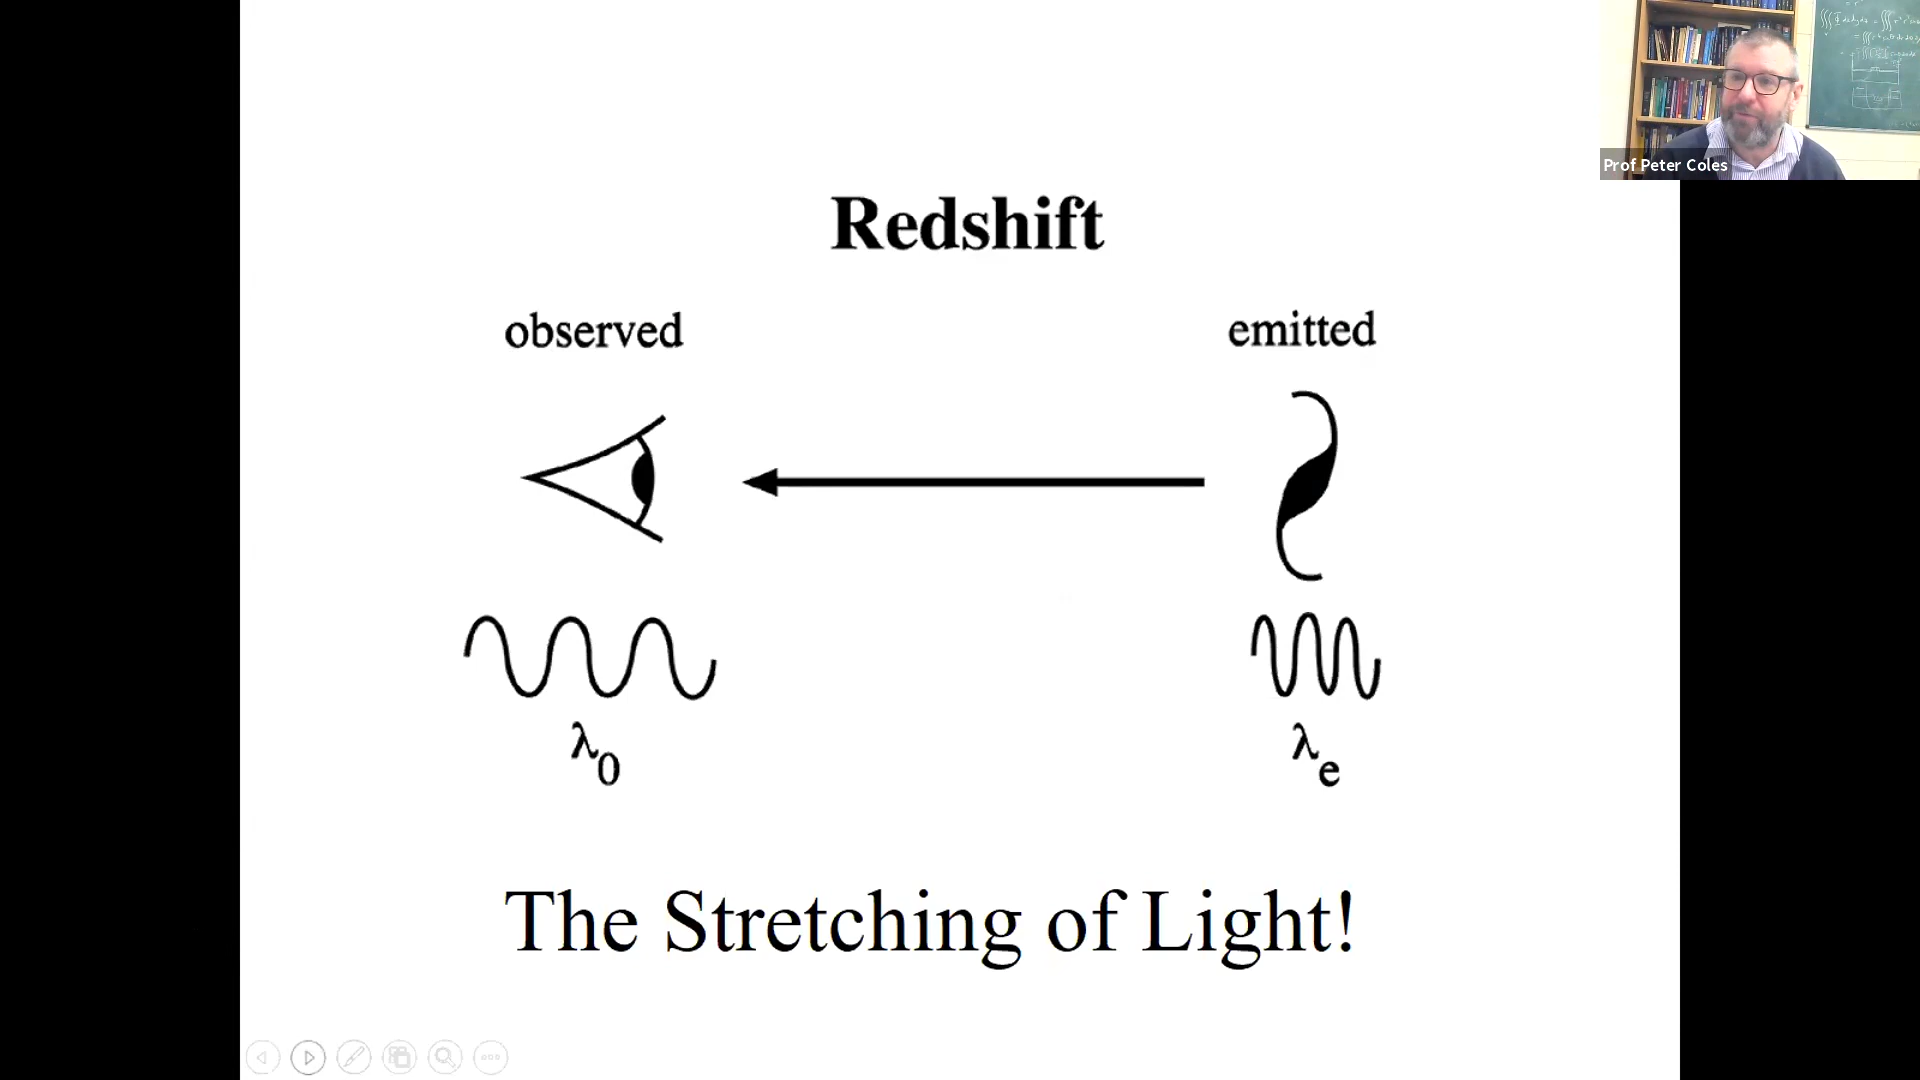 Prof Peter Coles
Redshift
observed
emitted
λ0
λe
The Stretching of Light!